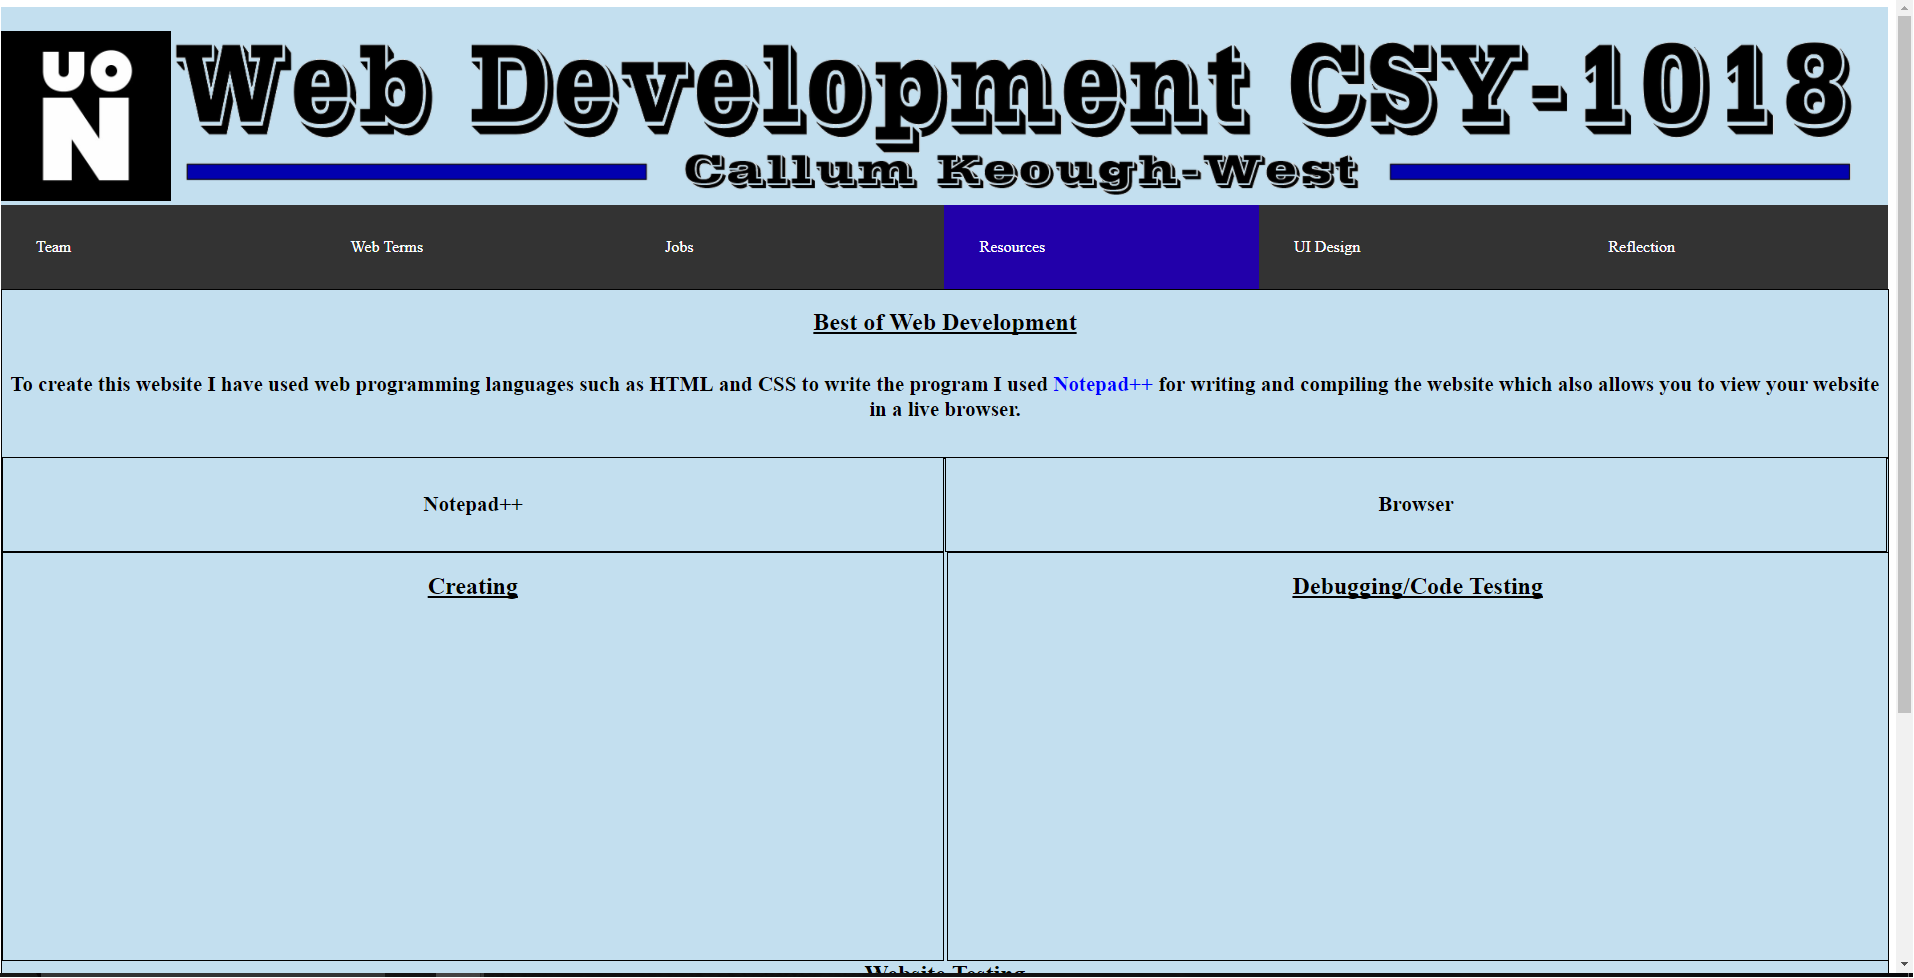 UO
N
Web Development CSY-1018
Callum Keough-West
Team Web Terms Jobs Resources UI Design Reflection
Best of Web Development
To create this website I have used web programming languages such as HTML and CSS to write the program I used Notepad++ for writing and compiling the website which also allows you to view your website
in a live browser.
Notepad++ Browser
Creating Debugging/Code Testing
Website Testing